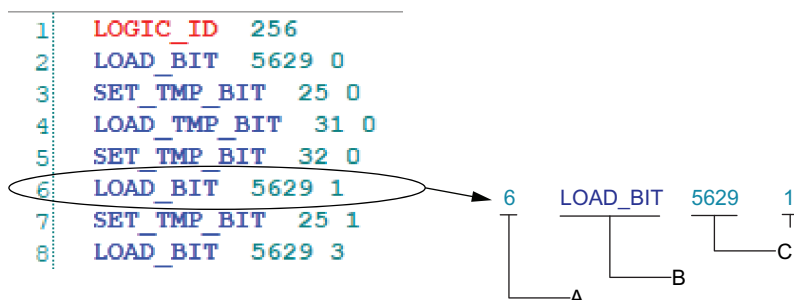 1 LOGIC_ID 256
2 LOAD_BIT 5629 0
3 SET_TMP_BIT 25 0
4 LOAD_TMP_BIT 31 0
5 SET_TMP_BIT 32 0
6 LOAD_BIT 5629 1
7 SET_TMP_BIT 25 1
8 LOAD_BIT 5629 3
6 LOAD_BIT 5629 1
C
B
A